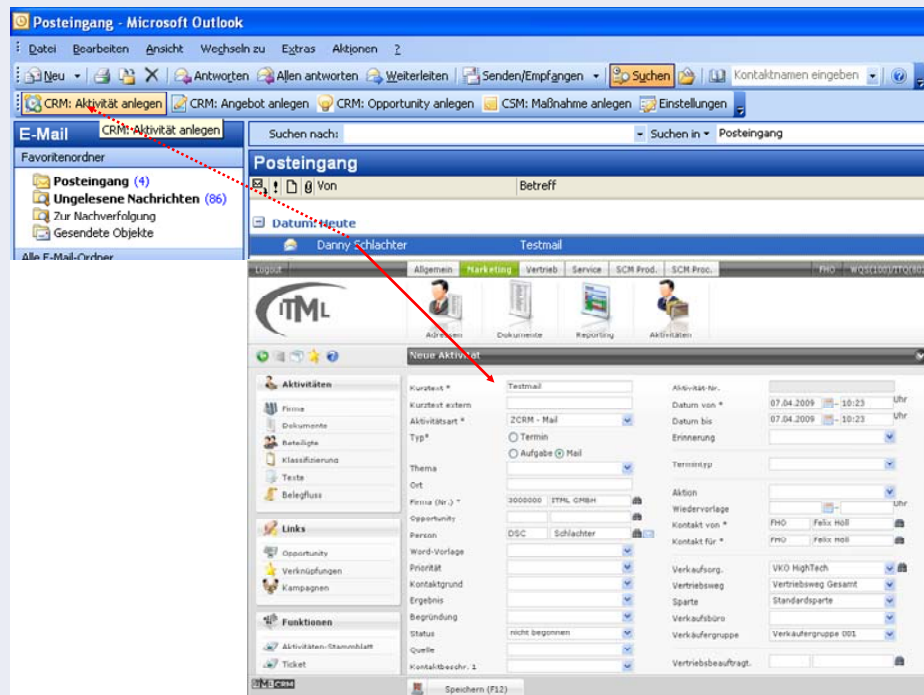 Posteingang - Microsoft Outlook
Datei Bearbeiten Ansicht Wechseln zu Extras Aktionen ?
Neu Antworten Allen antworten Weiterleiten Senden/Empfangen Suchen Kontaktnamen eingeben
CRM: Aktivität anlegen CRM: Angebot anlegen CRM: Opportunity anlegen CSM: Maßnahme anlegen Einstellungen
CRM: Aktivität anlegen
E-Mail
Suchen nach: Suchen in Posteingang
Favoritenordner
Posteingang (4)
Ungelesene Nachrichten (86)
Zur Nachverfolgung
Gesendete Objekte
Alle E-Mail-Ordner
Posteingang
Von Betreff
Datum: Heute
Danny Schlachter Testmail
Logout Allgemein Marketing Vertrieb Service SCM Prod. SCM Proc. FHO WQS(100)/ITQ(802
ITML
Adressen Dokumente Reporting Aktivitäten
Neue Aktivität
Aktivitäten
Firma
Dokumente
Beteiligte
Klassifizierung
Texte
Belegfluss
Links
Opportunity
Verknüpfungen
Kampagnen
Funktionen
Aktivitäten-Stammblatt
Ticket
ITML CRM
Kurztext * Testmail
Kurztext extern
Aktivitätsart * ZCRM - Mail
Typ* Termin
Aufgabe Mail
Thema
Ort
Firma (Nr.) * 3000000 ITML GMBH
Opportunity
Person DSC Schlachter
Word-Vorlage
Priorität
Kontaktgrund
Ergebnis
Begründung
Status nicht begonnen
Quelle
Kontaktbeschr. 1
Aktivität-Nr.
Datum von * 07.04.2009 - 10:23 Uhr
Datum bis 07.04.2009 - 10:23 Uhr
Erinnerung
Termintyp
Aktion
Wiedervorlage - Uhr
Kontakt von * FHO Felix Höll
Kontakt für * FHO Felix Höll
Verkaufsorg. VKO HighTech
Vertriebsweg Vertriebsweg Gesamt
Sparte Standardsparte
Verkaufsbüro
Verkäufergruppe Verkäufergruppe 001
Vertriebsbeauftragt.
Speichern (F12)